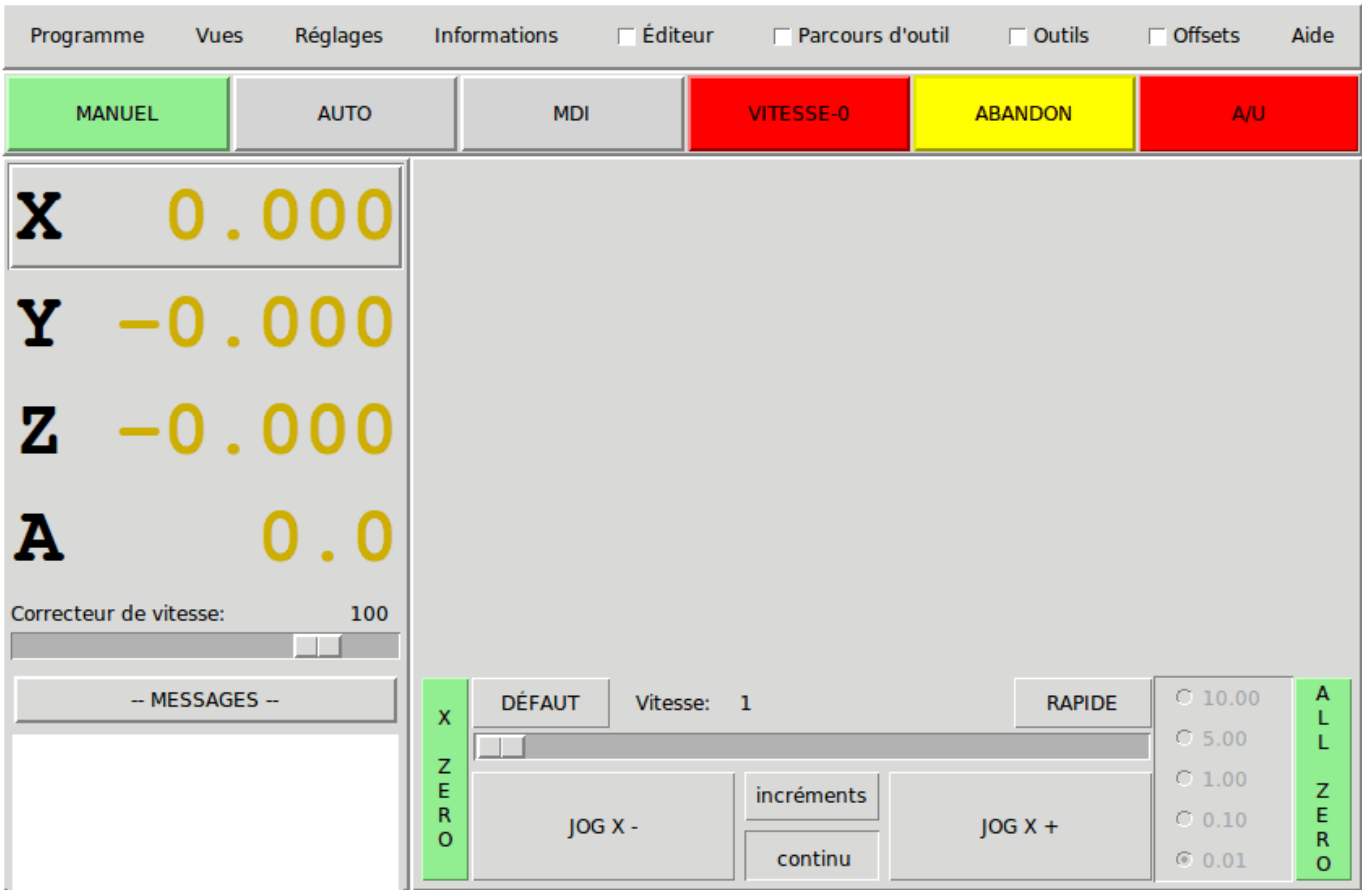 Programme Vues Réglages Informations Éditeur Parcours d'outil Outils Offsets Aide
MANUEL AUTO MDI VITESSE-0 ABANDON A/U
X 0.000
Y -0.000
Z -0.000
A 0.0
Correcteur de vitesse: 100
-- MESSAGES --
X ZERO
DÉFAUT Vitesse: 1 RAPIDE
JOG X -
incréments
continu
JOG X +
10.00
5.00
1.00
0.10
0.01
ALL ZERO